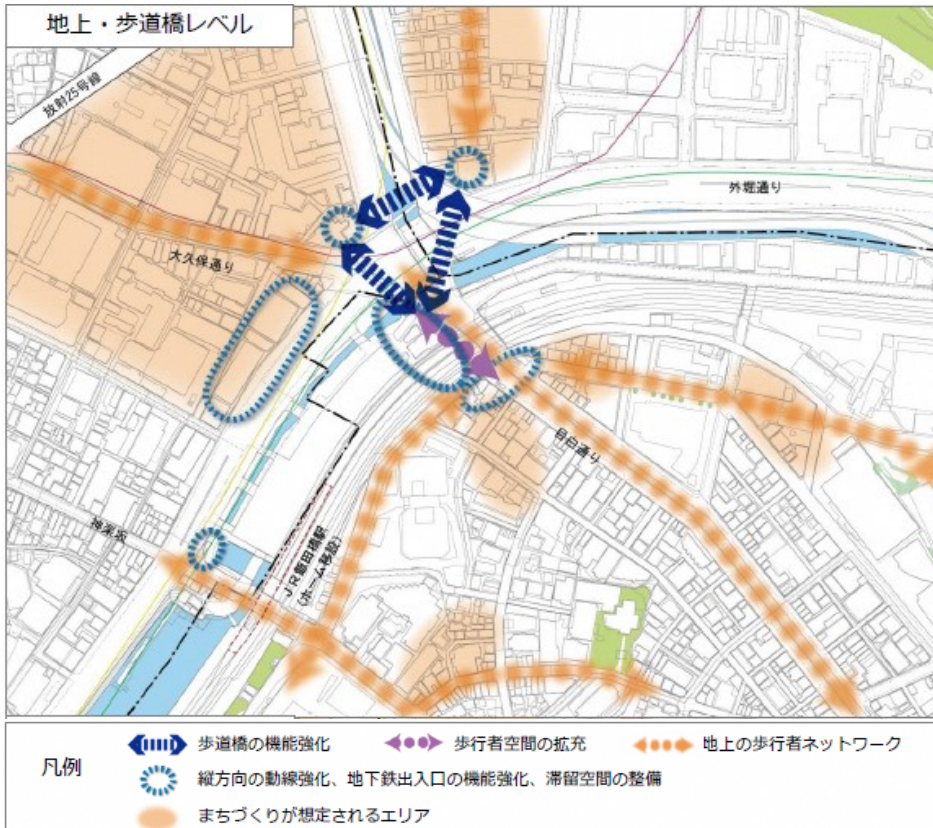 地上・歩道橋レベル
放射25号線
外堀通り
大久保通り
目白通り
神楽坂
JR飯田橋駅
(ホーム移設)
凡例
歩道橋の機能強化
歩行者空間の拡充
地上の歩行者ネットワーク
縦方向の動線強化、地下鉄出入口の機能強化、滞留空間の整備
まちづくりが想定されるエリア